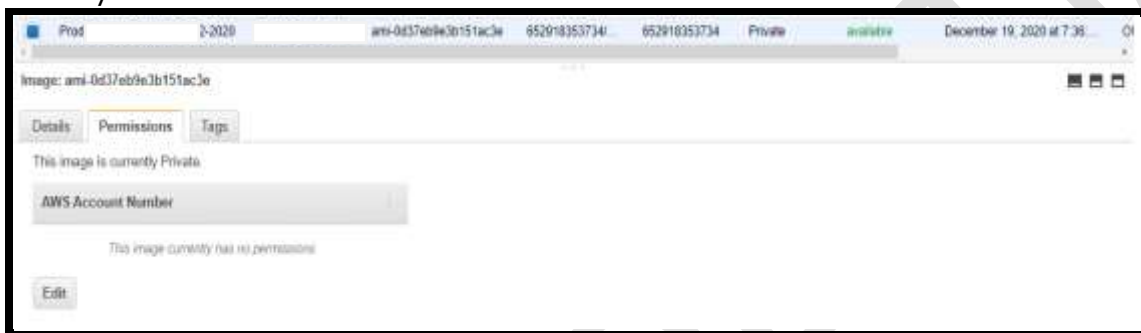 Prod 2-2020 ami-0d37eb9e3b151ac3e 652918353734/... 652918353734 Private available December 19, 2020 at 7:36:...
Image: ami-0d37eb9e3b151ac3e
Details Permissions Tags
This image is currently Private.
AWS Account Number
This image currently has no permissions
Edit